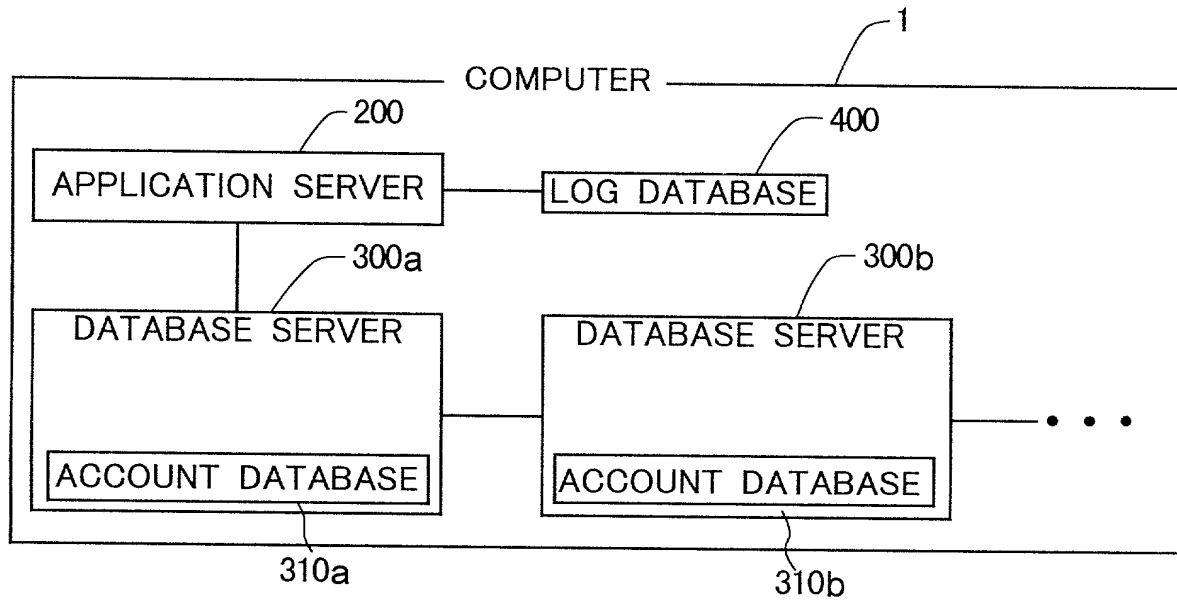 1
COMPUTER
200
400
APPLICATION SERVER
LOG DATABASE
300a
300b
DATABASE SERVER
DATABASE SERVER
ACCOUNT DATABASE
ACCOUNT DATABASE
310a
310b